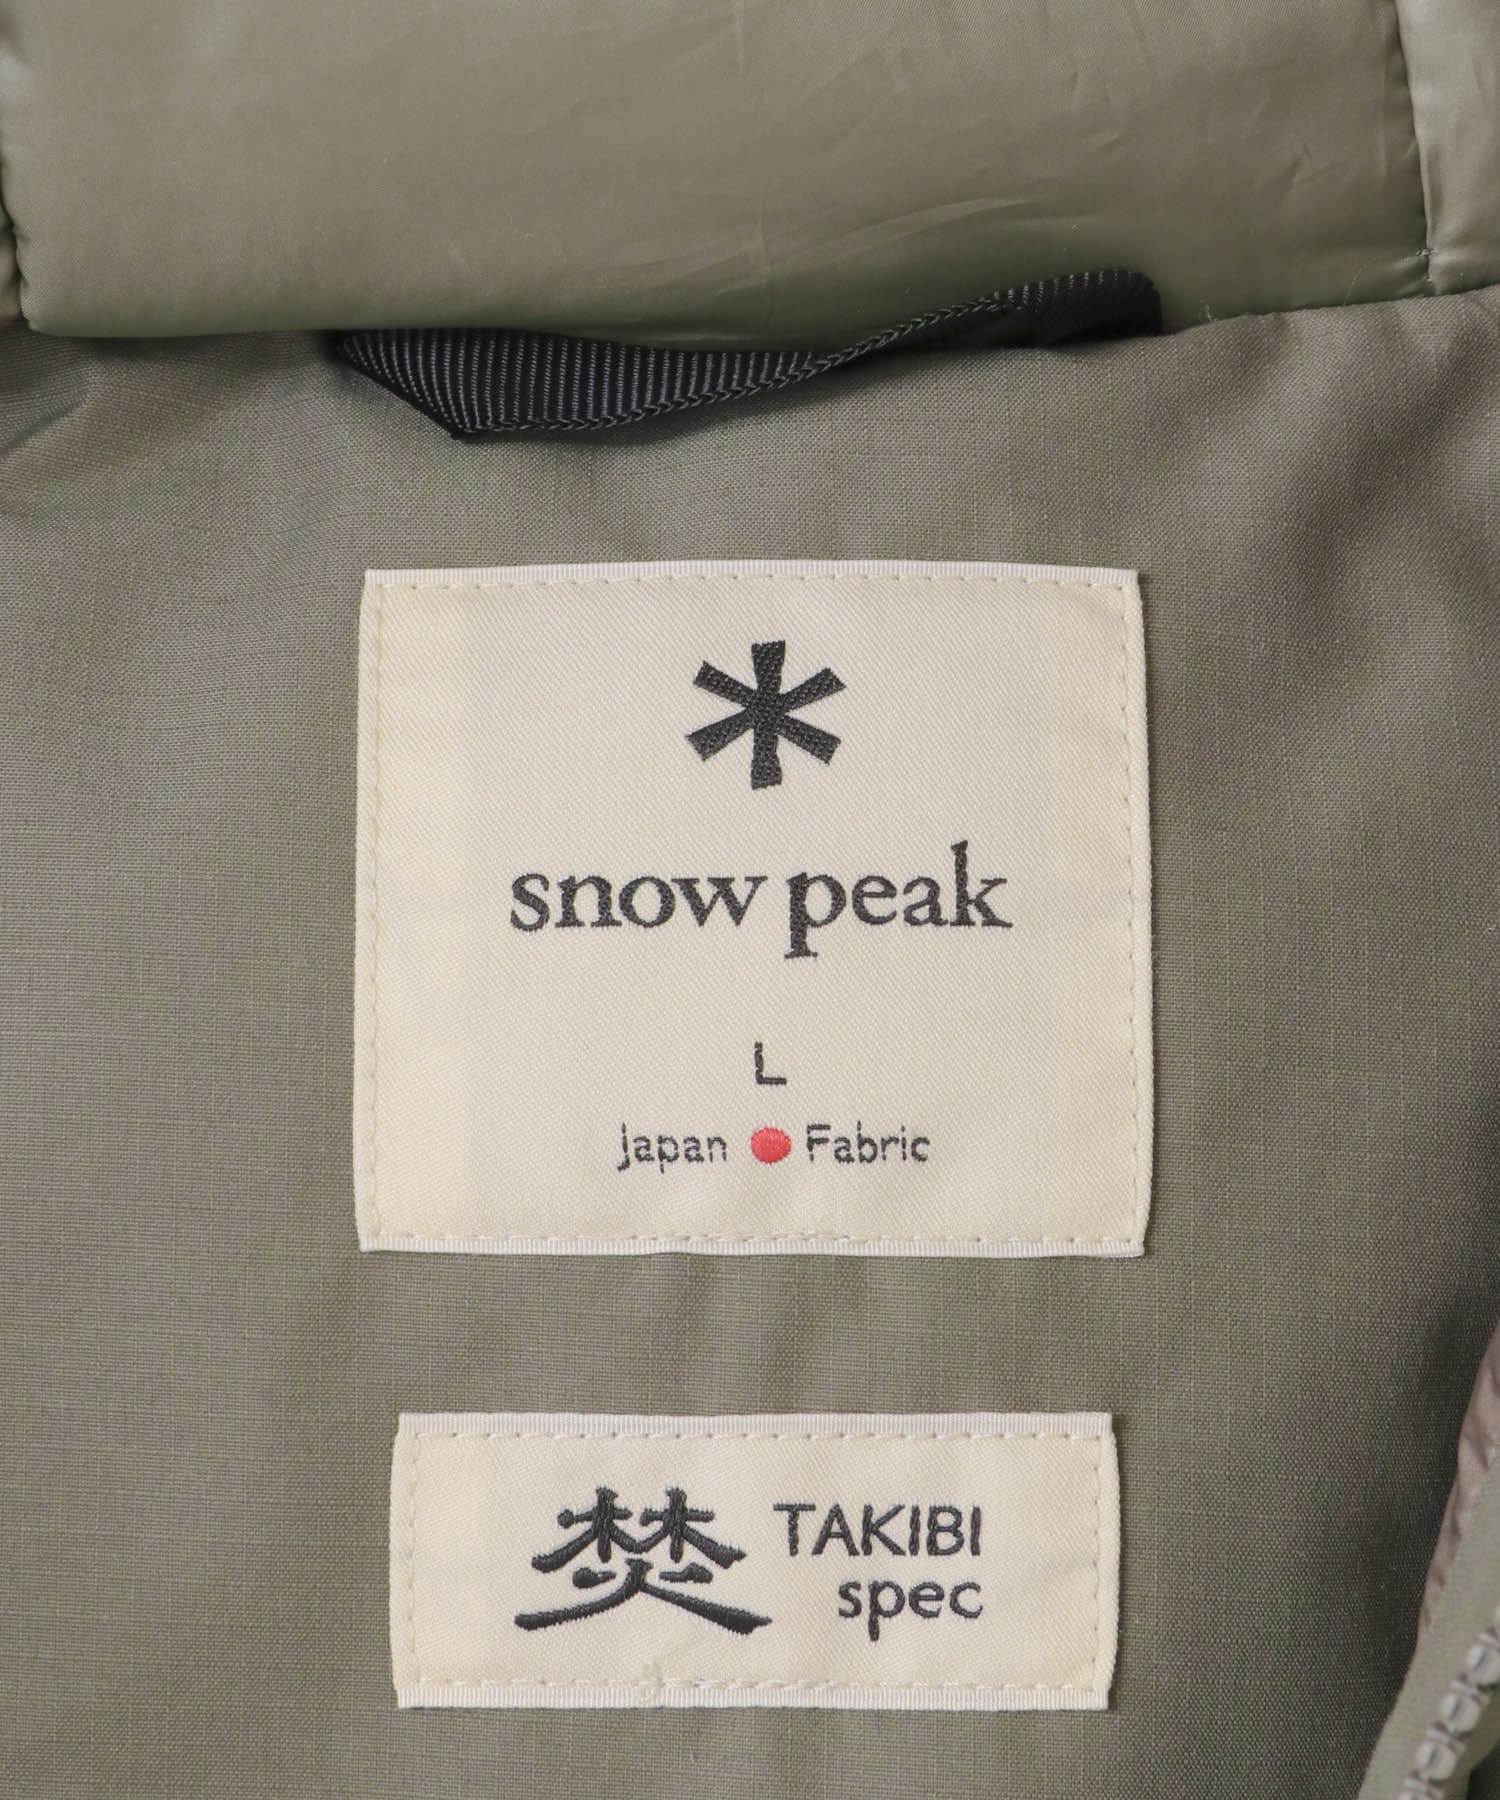 snow peak
L
Japan Fabric
焚 TAKIBI
spec